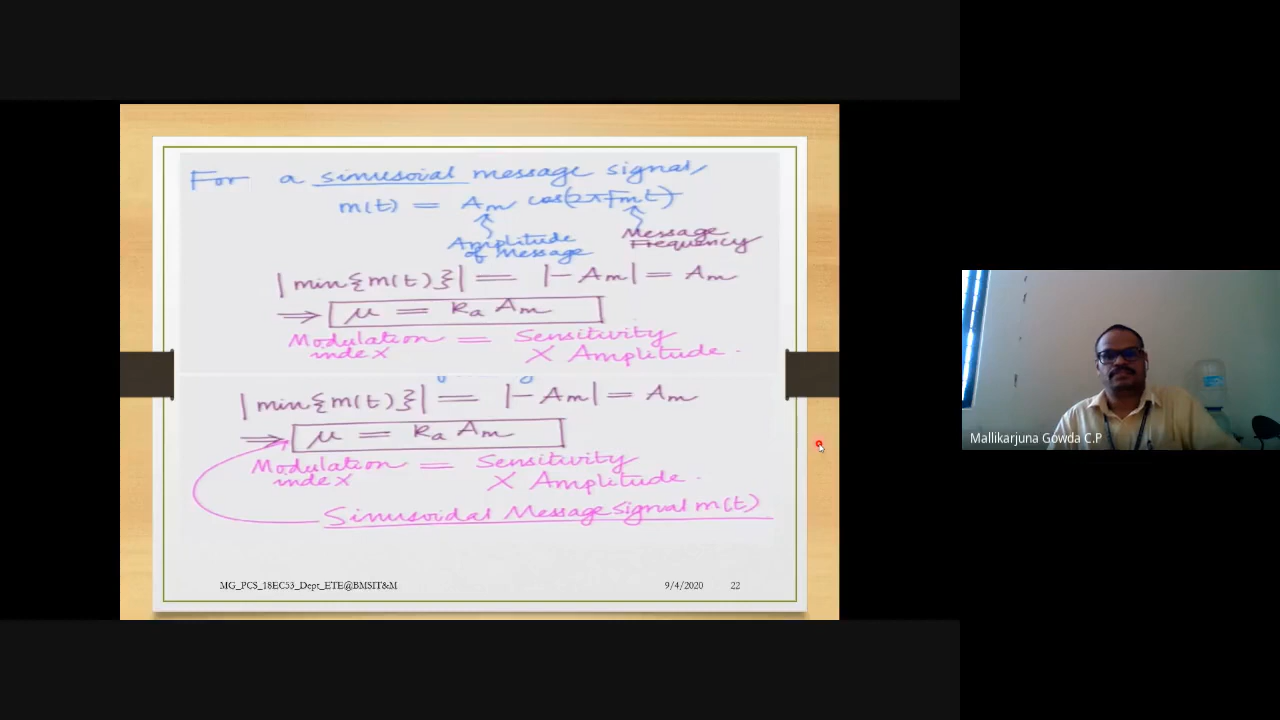 For a sinusoial message signal,
m(t) = Am cos(2πfmt)
Amplitude of Message
Message Frequency
|min{m(t)}| = |-Am| = Am
⇒ μ = ka Am
Modulation index = Sensitivity
X Amplitude.
|min{m(t)}| = |-Am| = Am
⇒ μ = ka Am
Modulation index = Sensitivity
X Amplitude.
Sinusoidal Message signal m(t)
MG_PCS_18EC53_Dept_ETE@BMSIT&M 9/4/2020 22
Mallikarjuna Gowda C.P